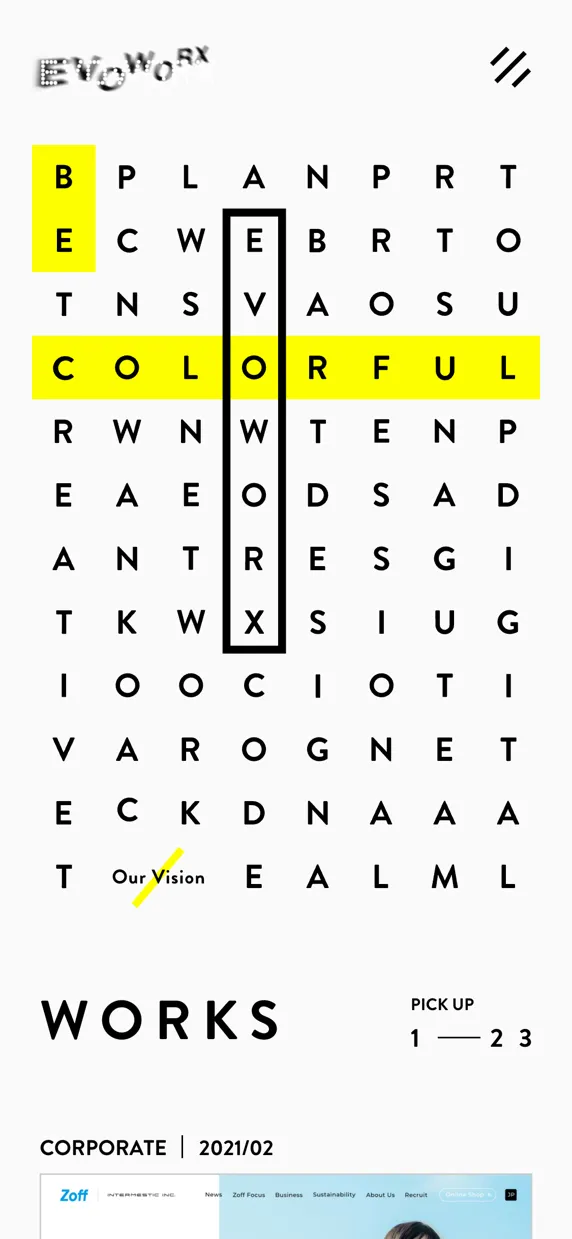 EVOWORX
B P L A N P R T
E C W E B R T O
T N S V A O S U
C O L O R F U L
R W N W T E N P
E A E O D S A D
A N T R E S G I
T K W X S I U G
I O O C I O T I
V A R O G N E T
E C K D N A A A
T Our Vision E A L M L
WORKS
PICK UP
1 2 3
CORPORATE | 2021/02
Zoff INTERMESTIC INC. News Zoff Focus Business Sustainability About Us Recruit Online Shop JP